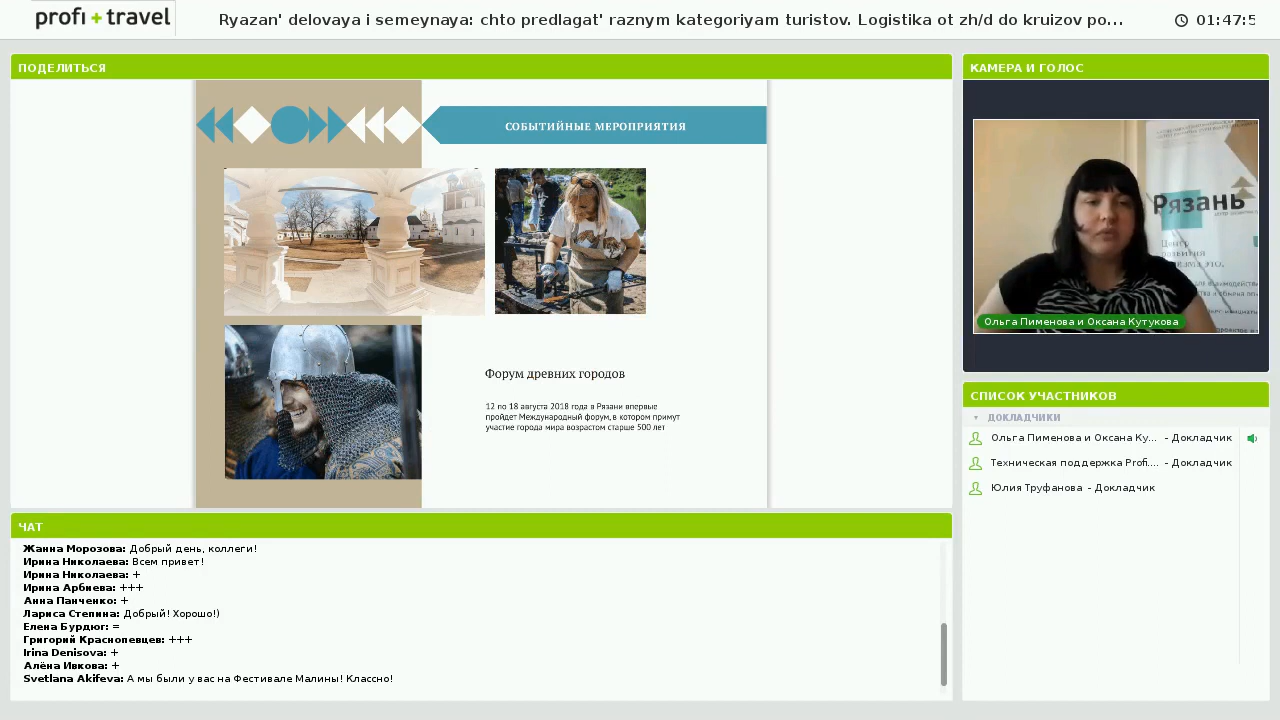 profi + travel
Ryazan' delovaya i semeynaya: chto predlagat' raznym kategoriyam turistov. Logistika ot zh/d do kruizov po...
01:47:5
ПОДЕЛИТЬСЯ
СОБЫТИЙНЫЕ МЕРОПРИЯТИЯ
Форум древних городов
12 по 18 августа 2018 года в Рязани впервые
пройдет Международный форум, в котором примут
участие города мира возрастом старше 500 лет
КАМЕРА И ГОЛОС
Рязань
Центр
Ольга Пименова и Оксана Кутукова
СПИСОК УЧАСТНИКОВ
ДОКЛАДЧИКИ
Ольга Пименова и Оксана Ку... – Докладчик
Техническая поддержка Profi.... – Докладчик
Юлия Труфанова – Докладчик
ЧАТ
Жанна Морозова: Добрый день, коллеги!
Ирина Николаева: Всем привет!
Ирина Николаева: +
Ирина Арбиева: +++
Анна Панченко: +
Лариса Степина: Добрый! Хорошо!)
Елена Бурдюг: =
Григорий Краснопевцев: +++
Irina Denisova: +
Алёна Ивкова: +
Svetlana Akifeva: А мы были у вас на Фестивале Малины! Классно!